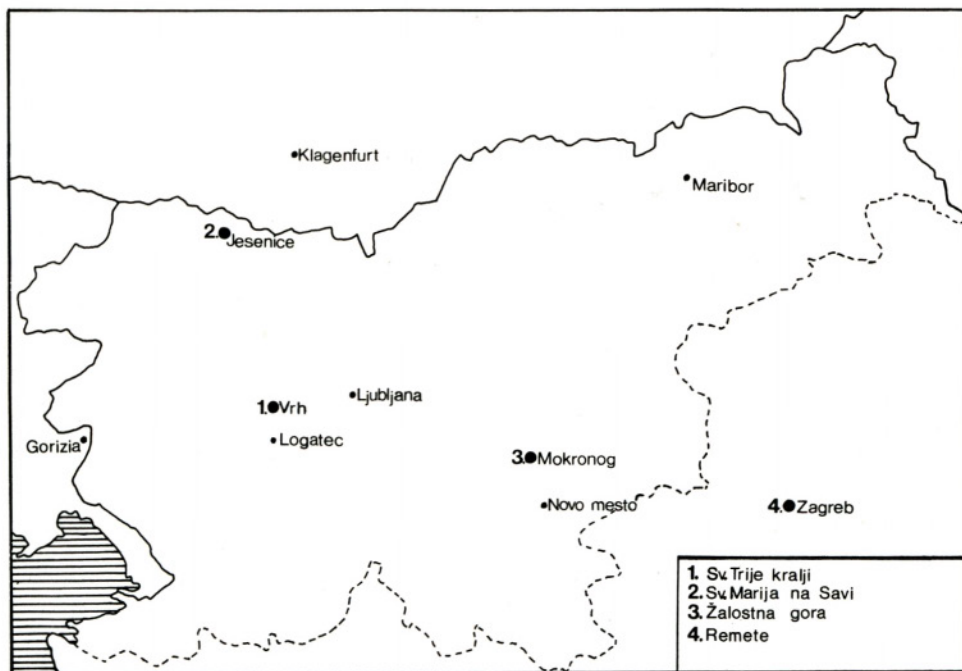 Klagenfurt
Maribor
2. Jesenice
Ljubljana
1. Vrh
Gorizia
Logatec
3. Mokronog
Novo mesto
4. Zagreb
1. Sv. Trije kralji
2. Sv. Marija na Savi
3. Žalostna gora
4. Remete